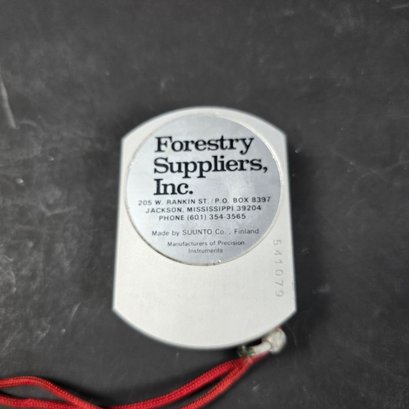 Forestry
Suppliers,
Inc.
205 W. RANKIN ST. / P.O. BOX 8397
JACKSON, MISSISSIPPI 39204
PHONE (601) 354-3565
Made by SUUNTO Co., Finland
Manufacturers of Precision
Instruments
541079